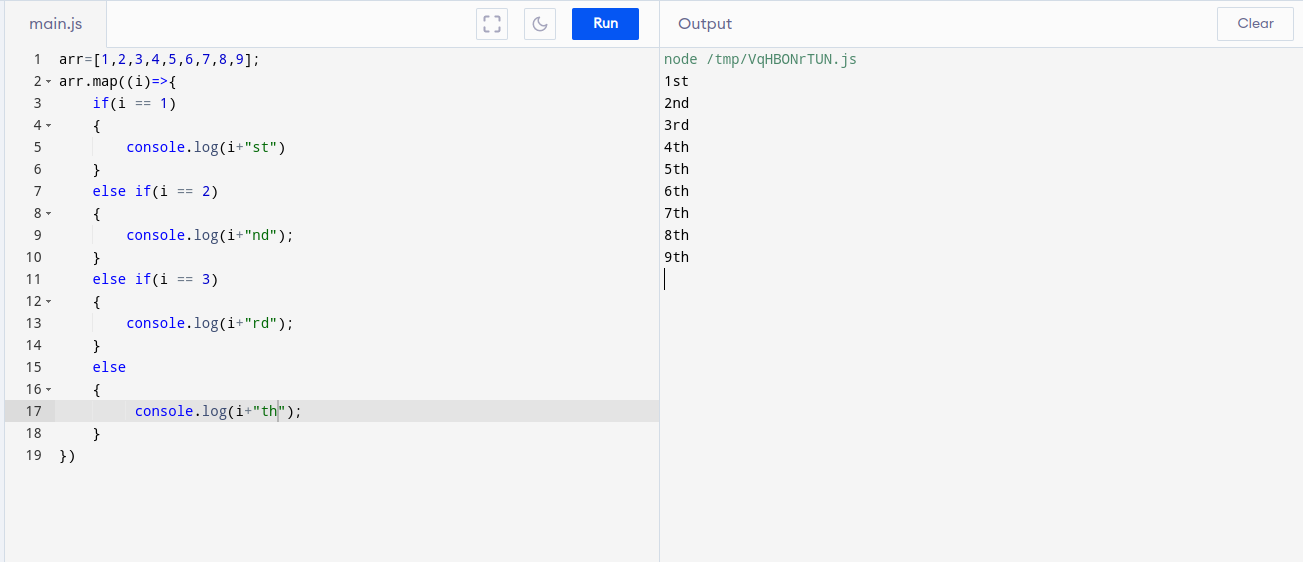 main.js
Run
Output
Clear
1 arr=[1,2,3,4,5,6,7,8,9];
2 arr.map((i)=>{
3     if(i == 1)
4     {
5         console.log(i+"st")
6     }
7     else if(i == 2)
8     {
9         console.log(i+"nd");
10     }
11     else if(i == 3)
12     {
13         console.log(i+"rd");
14     }
15     else
16     {
17          console.log(i+"th");
18     }
19 })
node /tmp/VqHBONrTUN.js
1st
2nd
3rd
4th
5th
6th
7th
8th
9th